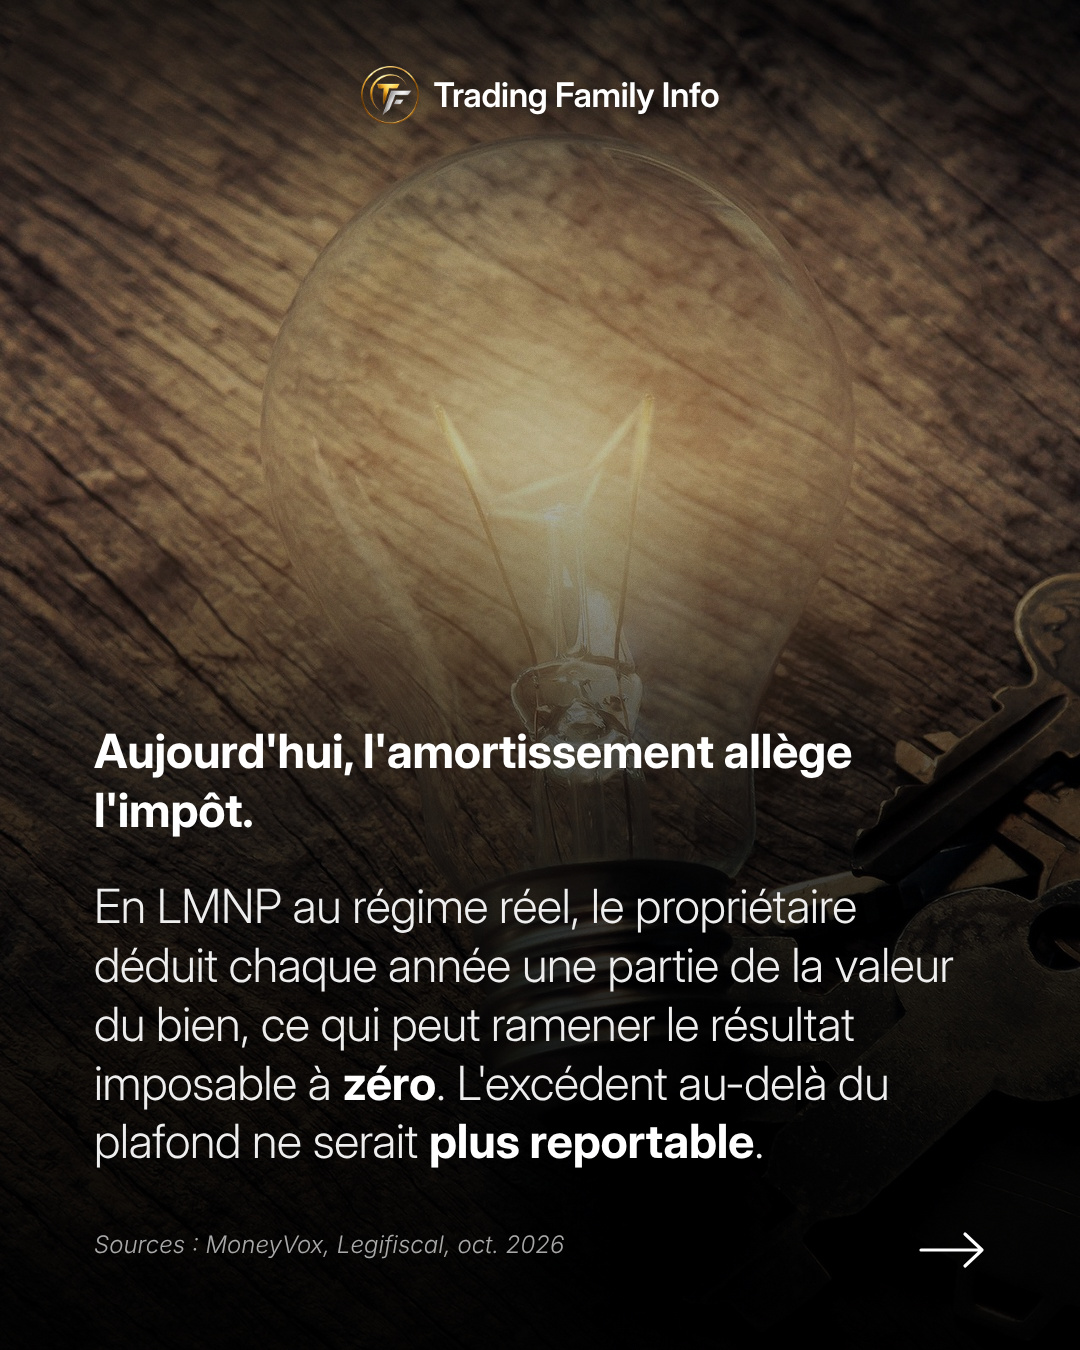 TF Trading Family Info
Aujourd'hui, l'amortissement allège
l'impôt.
En LMNP au régime réel, le propriétaire
déduit chaque année une partie de la valeur
du bien, ce qui peut ramener le résultat
imposable à zéro. L'excédent au-delà du
plafond ne serait plus reportable.
Sources : MoneyVox, Legifiscal, oct. 2026